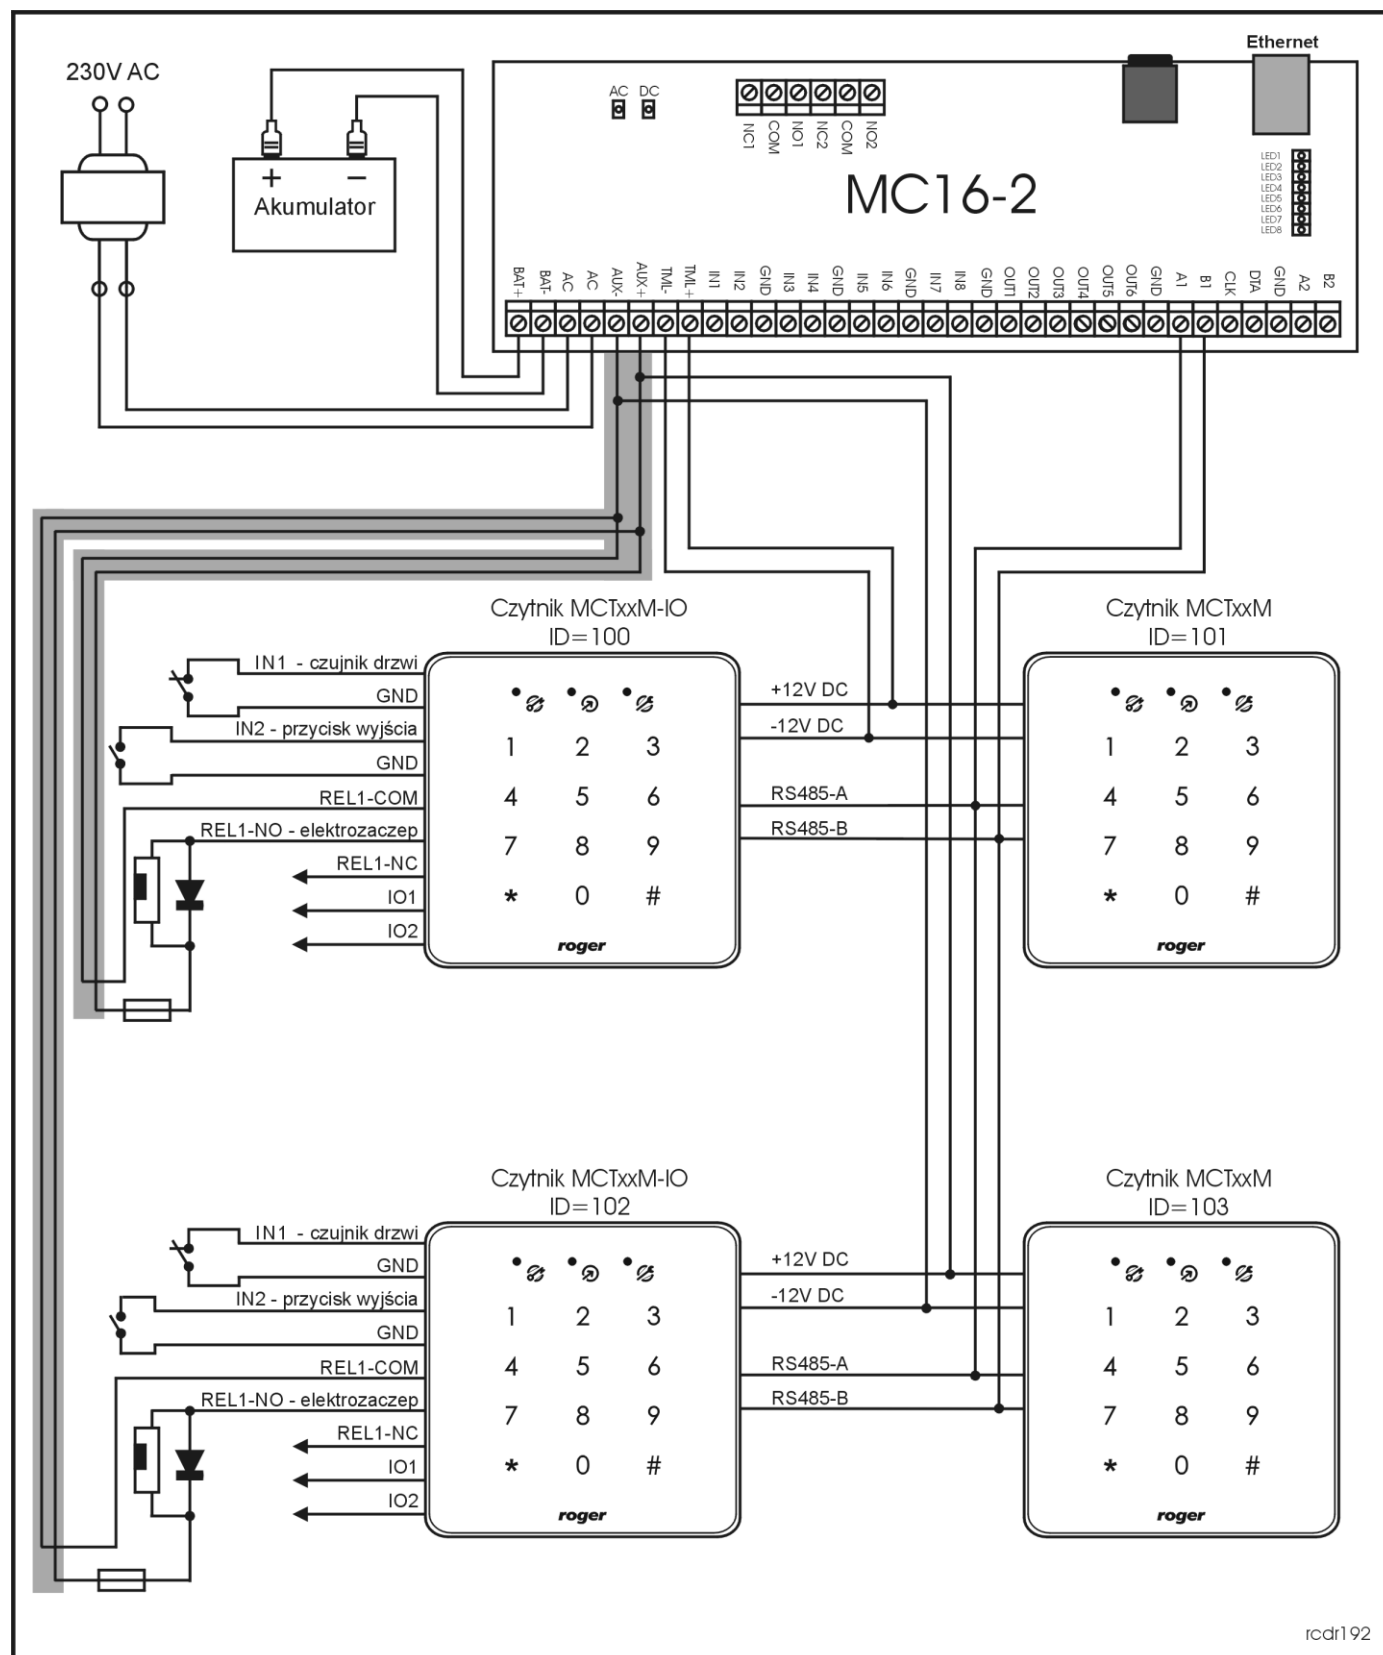 Ethernet
230V AC
AC DC
NC1 COM NO1 NC2 COM NO2
LED1
LED2
LED3
LED4
LED5
LED6
LED7
LED8
MC16-2
+ −
Akumulator
BAT+ BAT- AC AC AUX- AUX+ TML- TML+ IN1 IN2 GND IN3 IN4 GND IN5 IN6 GND IN7 IN8 GND OUT1 OUT2 OUT3 OUT4 OUT5 OUT6 GND A1 B1 CLK DTA GND A2 B2
Czytnik MCTxxM-IO
ID=100
Czytnik MCTxxM
ID=101
IN1 - czujnik drzwi
GND
IN2 - przycisk wyjścia
GND
REL1-COM
REL1-NO - elektrozaczep
REL1-NC
IO1
IO2
1 2 3
4 5 6
7 8 9
* 0 #
roger
+12V DC
-12V DC
RS485-A
RS485-B
1 2 3
4 5 6
7 8 9
* 0 #
roger
Czytnik MCTxxM-IO
ID=102
Czytnik MCTxxM
ID=103
IN1 - czujnik drzwi
GND
IN2 - przycisk wyjścia
GND
REL1-COM
REL1-NO - elektrozaczep
REL1-NC
IO1
IO2
1 2 3
4 5 6
7 8 9
* 0 #
roger
+12V DC
-12V DC
RS485-A
RS485-B
1 2 3
4 5 6
7 8 9
* 0 #
roger
rcdr192